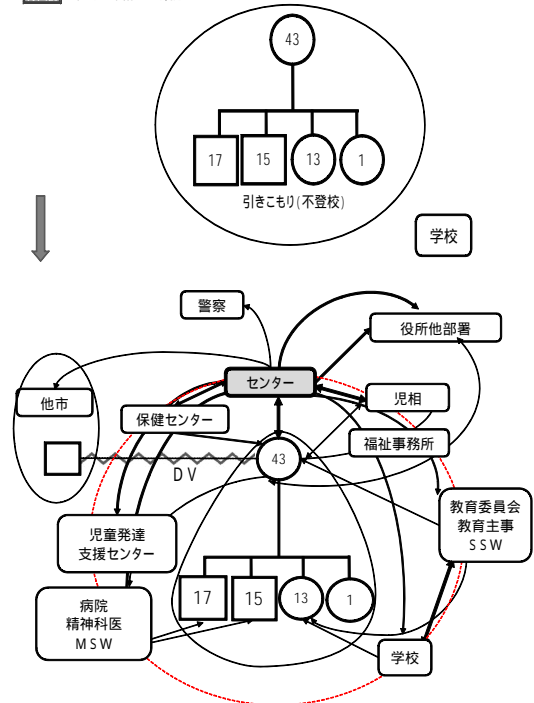 43
17
15
13
1
引きこもり(不登校)
学校
警察
役所他部署
センター
他市
児相
保健センター
福祉事務所
43
DV
教育委員会
教育主事
SSW
児童発達
支援センター
17
15
13
1
病院
精神科医
MSW
学校